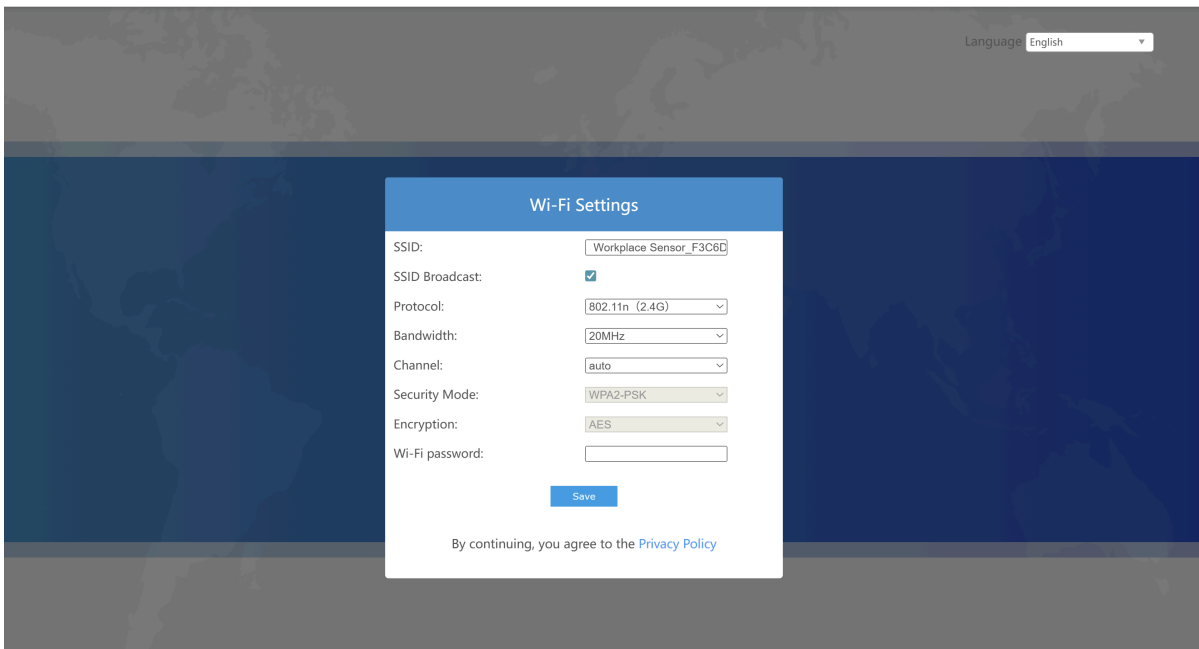 Language English
Wi-Fi Settings
SSID: Workplace Sensor_F3C6D
SSID Broadcast:
Protocol: 802.11n（2.4G）
Bandwidth: 20MHz
Channel: auto
Security Mode: WPA2-PSK
Encryption: AES
Wi-Fi password:
Save
By continuing, you agree to the Privacy Policy